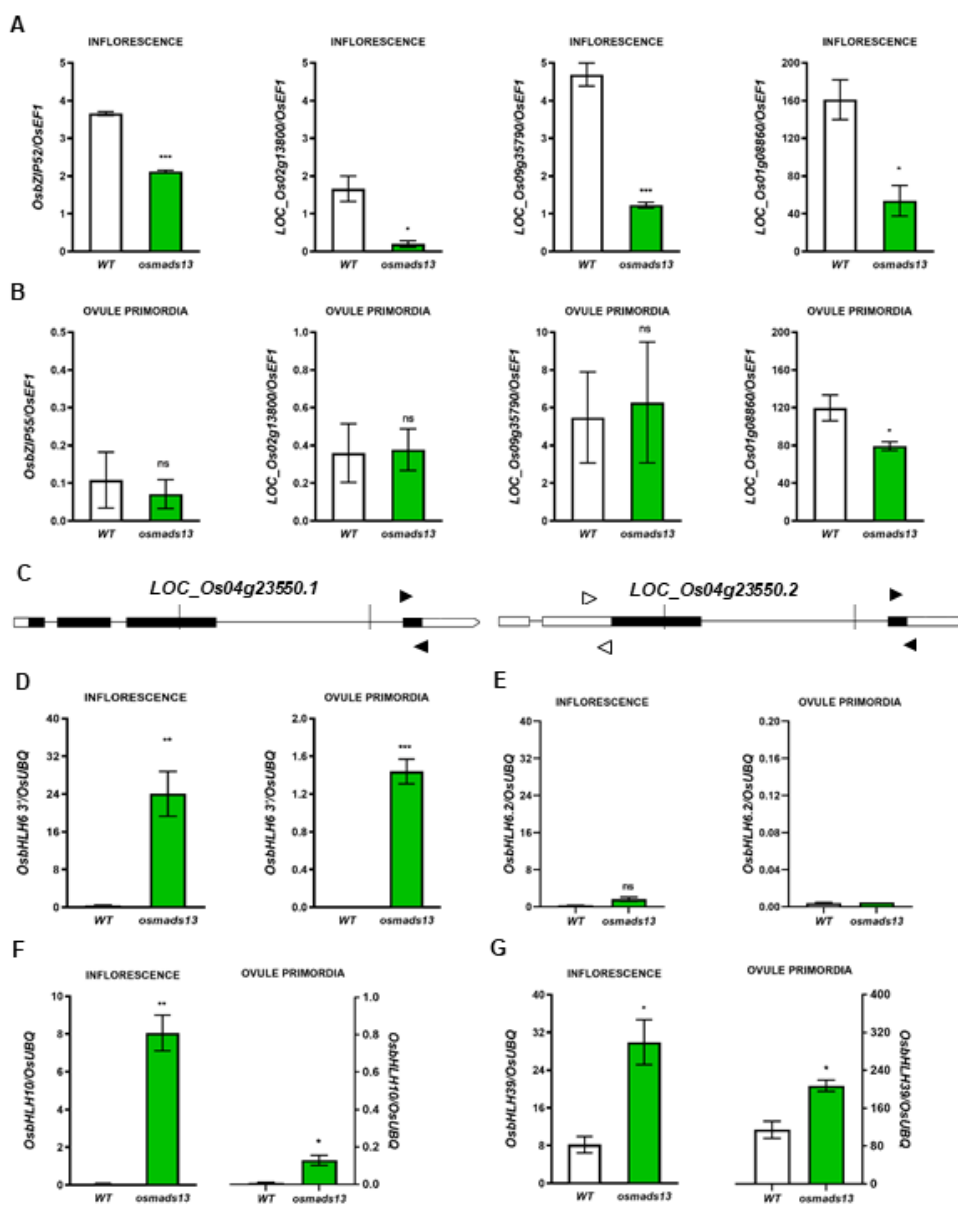 A
INFLORESCENCE
INFLORESCENCE
INFLORESCENCE
INFLORESCENCE
OsbZIP52/OsEF1
5
4
3
2
1
0
***
WT
osmads13
LOC_Os02g13800/OsEF1
5
4
3
2
1
0
*
WT
osmads13
LOC_Os09g35790/OsEF1
5
4
3
2
1
0
***
WT
osmads13
LOC_Os01g08860/OsEF1
200
160
120
80
40
0
*
WT
osmads13
B
OVULE PRIMORDIA
OVULE PRIMORDIA
OVULE PRIMORDIA
OVULE PRIMORDIA
OsbZIP55/OsEF1
0.5
0.4
0.3
0.2
0.1
0.0
ns
WT
osmads13
LOC_Os02g13800/OsEF1
1.0
0.8
0.6
0.4
0.2
0.0
ns
WT
osmads13
LOC_Os09g35790/OsEF1
10
8
6
4
2
0
ns
WT
osmads13
LOC_Os01g08860/OsEF1
160
120
80
40
0
*
WT
osmads13
C
LOC_Os04g23550.1
LOC_Os04g23550.2
D
INFLORESCENCE
OsbHLH6 3'/OsUBQ
40
32
24
16
8
0
**
WT
osmads13
OVULE PRIMORDIA
OsbHLH6 3'/OsUBQ
2.0
1.6
1.2
0.8
0.4
0.0
***
WT
osmads13
E
INFLORESCENCE
OsbHLH6.2/OsUBQ
40
32
24
16
8
0
ns
WT
osmads13
OVULE PRIMORDIA
OsbHLH6.2/OsUBQ
0.20
0.16
0.12
0.08
0.04
0.00
WT
osmads13
F
INFLORESCENCE
OsbHLH10/OsUBQ
10
8
6
4
2
0
**
WT
osmads13
OVULE PRIMORDIA
*
WT
osmads13
1.0
0.8
0.6
0.4
0.2
0.0
OsbHLH10/OsUBQ
G
INFLORESCENCE
OsbHLH39/OsUBQ
40
32
24
16
8
0
*
WT
osmads13
OVULE PRIMORDIA
*
WT
osmads13
400
320
240
160
80
0
OsbHLH39/OsUBQ